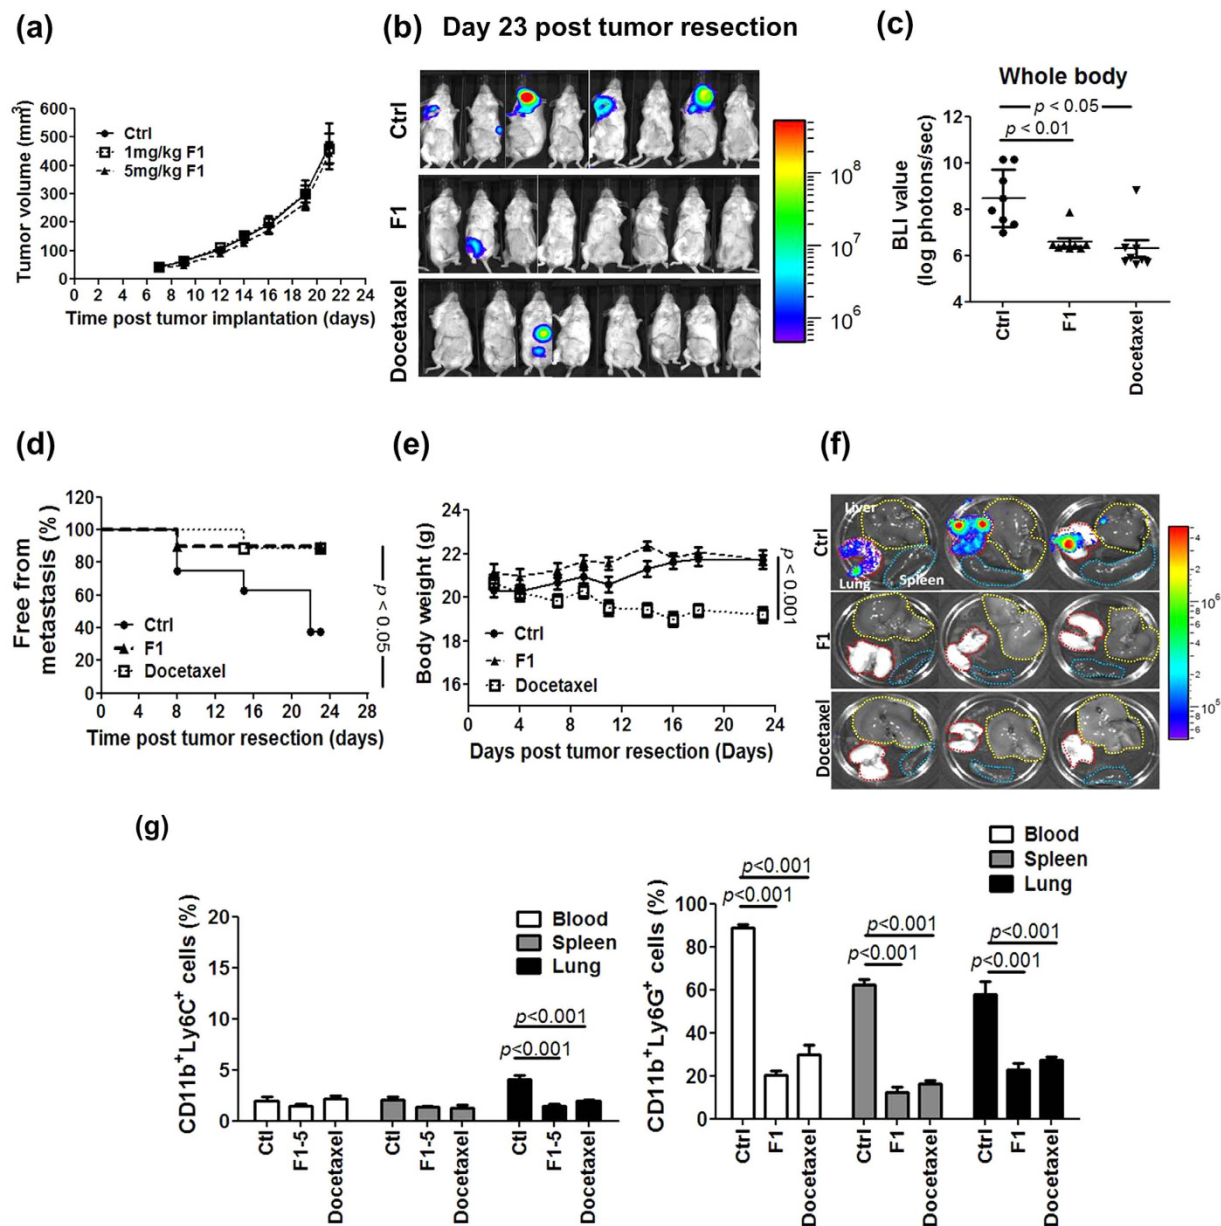 (a)
Tumor volume (mm³)
600
500
400
300
200
100
0
Ctrl
1mg/kg F1
5mg/kg F1
0 2 4 6 8 10 12 14 16 18 20 22 24
Time post tumor implantation (days)
(b) Day 23 post tumor resection
Ctrl
F1
Docetaxel
10⁸
10⁷
10⁶
(c)
Whole body
p < 0.05
p < 0.01
BLI value
(log photons/sec)
12
10
8
6
4
Ctrl
F1
Docetaxel
(d)
Free from
metastasis (%)
120
100
80
60
40
20
0
Ctrl
F1
Docetaxel
p < 0.05
0 4 8 12 16 20 24 28
Time post tumor resection (days)
(e)
Body weight (g)
24
22
20
18
16
Ctrl
F1
Docetaxel
p < 0.001
0 4 8 12 16 20 24
Days post tumor resection (Days)
(f)
Ctrl
F1
Docetaxel
Liver
Lung
Spleen
4
2
10⁶
8
6
4
2
10⁵
8
6
(g)
CD11b⁺Ly6C⁺ cells (%)
20
15
10
5
0
Blood
Spleen
Lung
p<0.001
p<0.001
Ctl
F1-5
Docetaxel
Ctl
F1-5
Docetaxel
Ctl
F1-5
Docetaxel
CD11b⁺Ly6G⁺ cells (%)
100
80
60
40
20
0
Blood
Spleen
Lung
p<0.001
p<0.001
p<0.001
p<0.001
p<0.001
p<0.001
Ctrl
F1
Docetaxel
Ctrl
F1
Docetaxel
Ctrl
F1
Docetaxel